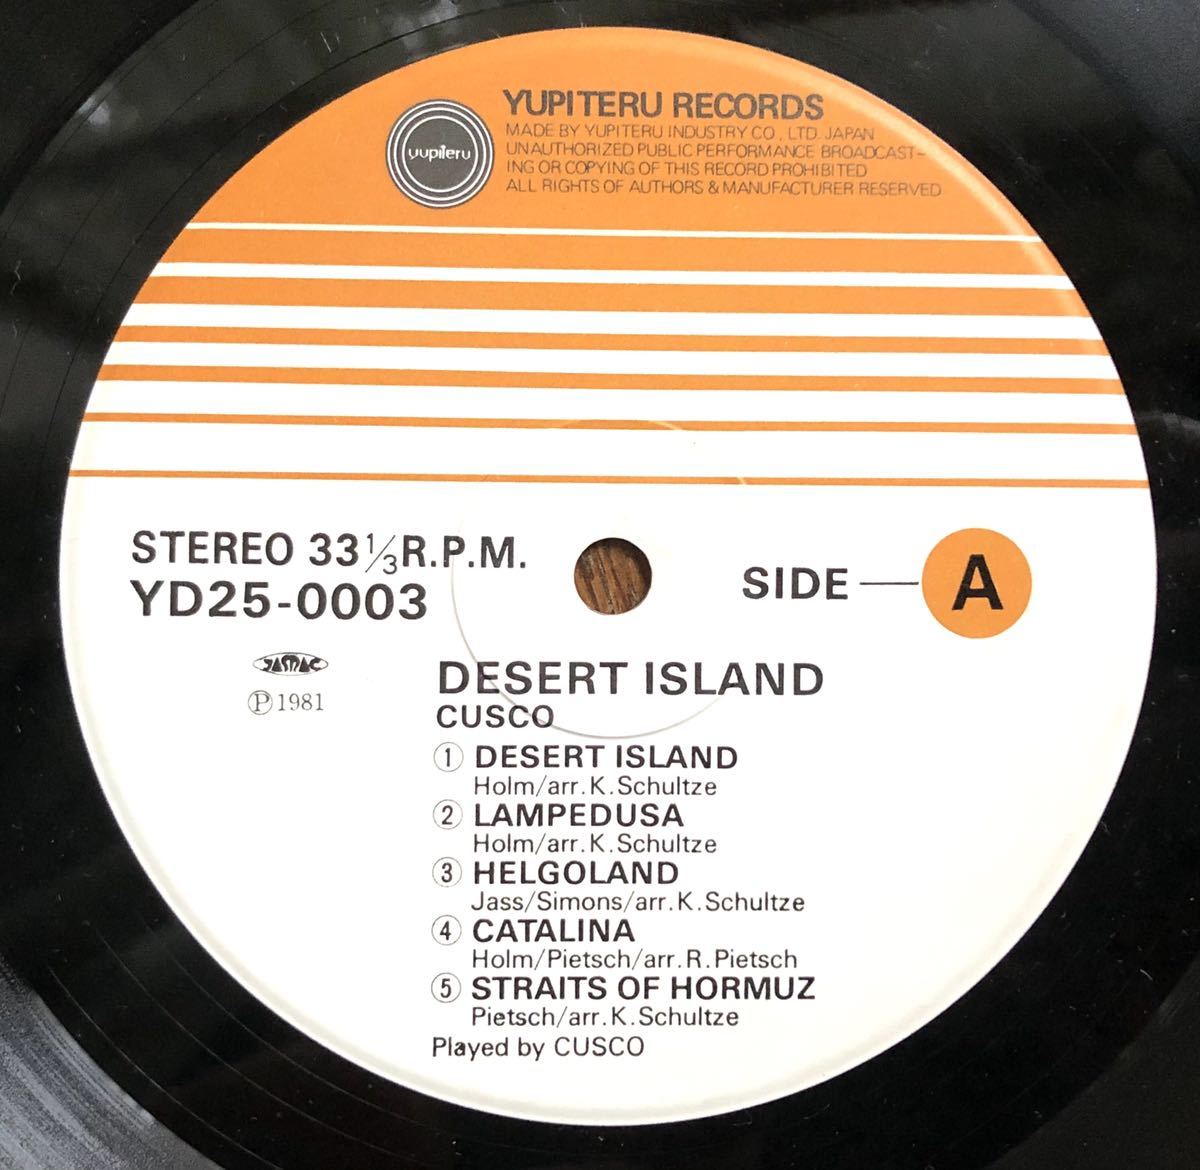 yupiteru
YUPITERU RECORDS
MADE BY YUPITERU INDUSTRY CO., LTD. JAPAN
UNAUTHORIZED PUBLIC PERFORMANCE BROADCAST-
ING OR COPYING OF THIS RECORD PROHIBITED
ALL RIGHTS OF AUTHORS & MANUFACTURER RESERVED
STEREO 33⅓ R.P.M.
YD25-0003
SIDE — A
JASRAC
Ⓟ1981
DESERT ISLAND
CUSCO
① DESERT ISLAND
Holm/arr. K. Schultze
② LAMPEDUSA
Holm/arr. K. Schultze
③ HELGOLAND
Jass/Simons/arr. K. Schultze
④ CATALINA
Holm/Pietsch/arr. R. Pietsch
⑤ STRAITS OF HORMUZ
Pietsch/arr. K. Schultze
Played by CUSCO